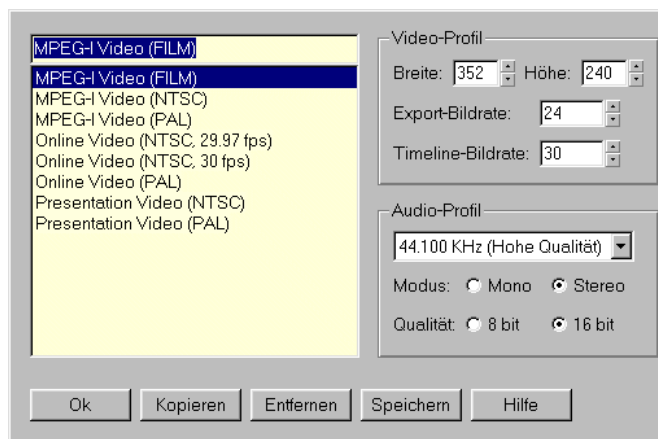 MPEG-I Video (FILM)
MPEG-I Video (FILM)
MPEG-I Video (NTSC)
MPEG-I Video (PAL)
Online Video (NTSC, 29.97 fps)
Online Video (NTSC, 30 fps)
Online Video (PAL)
Presentation Video (NTSC)
Presentation Video (PAL)
Video-Profil
Breite: 352 Höhe: 240
Export-Bildrate: 24
Timeline-Bildrate: 30
Audio-Profil
44.100 KHz (Hohe Qualität)
Modus: Mono Stereo
Qualität: 8 bit 16 bit
Ok Kopieren Entfernen Speichern Hilfe